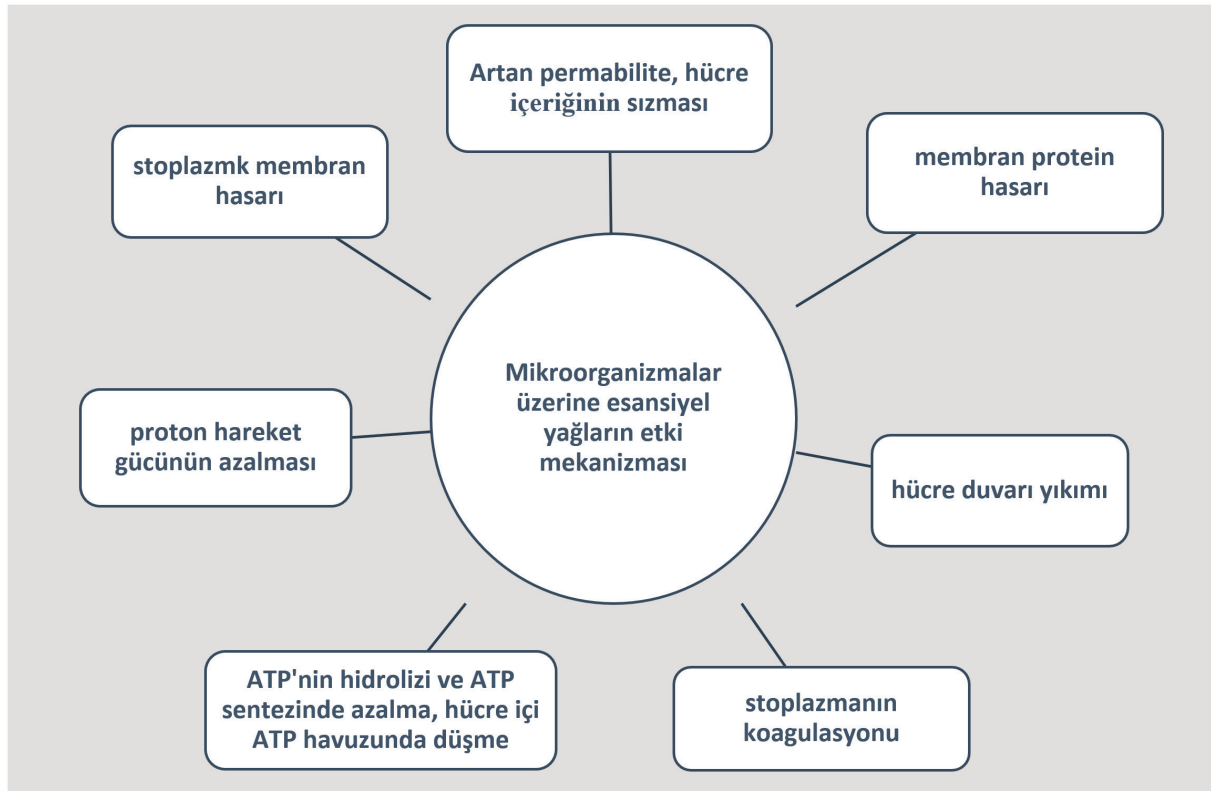 Artan permabilite, hücre
içeriğinin sızması
stoplazmk membran
hasarı
membran protein
hasarı
Mikroorganizmalar
üzerine esansiyel
yağların etki
mekanizması
proton hareket
gücünün azalması
hücre duvarı yıkımı
ATP'nin hidrolizi ve ATP
sentezinde azalma, hücre içi
ATP havuzunda düşme
stoplazmanın
koagulasyonu